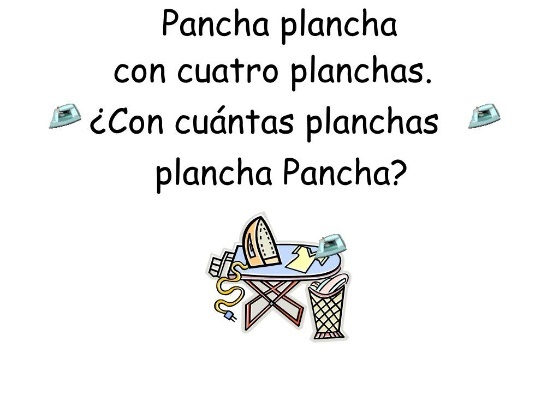 Pancha plancha
con cuatro planchas.
¿Con cuántas planchas
plancha Pancha?